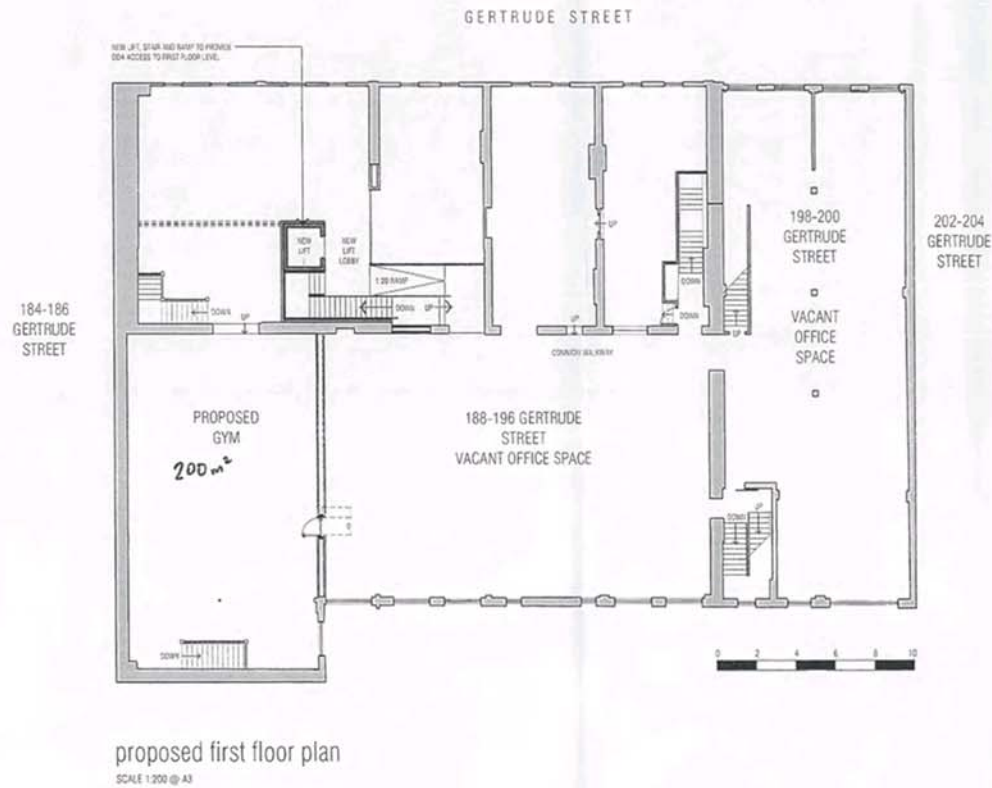 GERTRUDE STREET
NEW LIFT, STAIR AND RAMP TO PROVIDE
DDA ACCESS TO FIRST FLOOR LEVEL.
NEW
LIFT
NEW
LIFT
LOBBY
1:20 RAMP
DOWN
UP
DOWN
UP
UP
DOWN
DOWN
UP
COMMON WALKWAY
UP
198-200
GERTRUDE
STREET
VACANT
OFFICE
SPACE
202-204
GERTRUDE
STREET
184-186
GERTRUDE
STREET
PROPOSED
GYM
200 m²
188-196 GERTRUDE
STREET
VACANT OFFICE SPACE
DOWN
UP
DOWN
0 2 4 6 8 10
proposed first floor plan
SCALE 1:200 @ A3